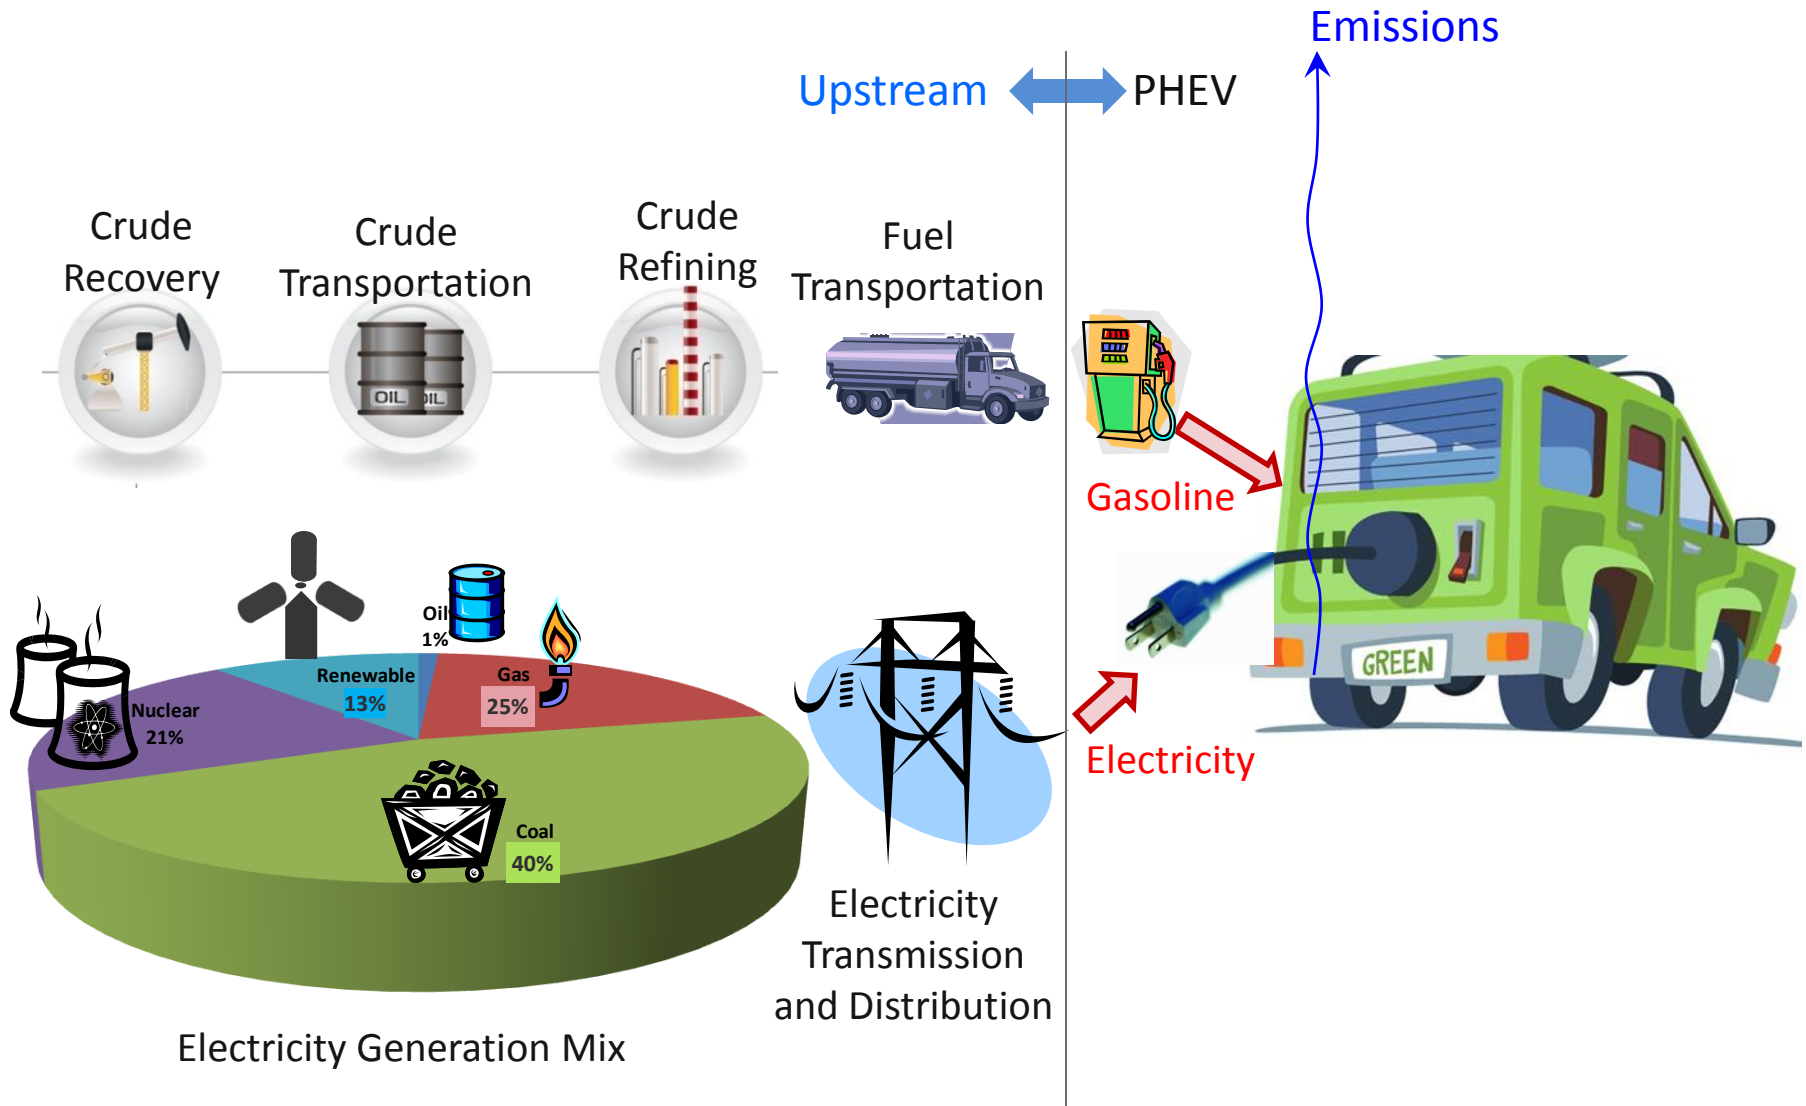 Emissions
Upstream
PHEV
Crude
Recovery
Crude
Transportation
Crude
Refining
Fuel
Transportation
OIL
OIL
Gasoline
Oil
1%
Renewable
13%
Gas
25%
Nuclear
21%
Coal
40%
GREEN
Electricity
Electricity
Transmission
and Distribution
Electricity Generation Mix